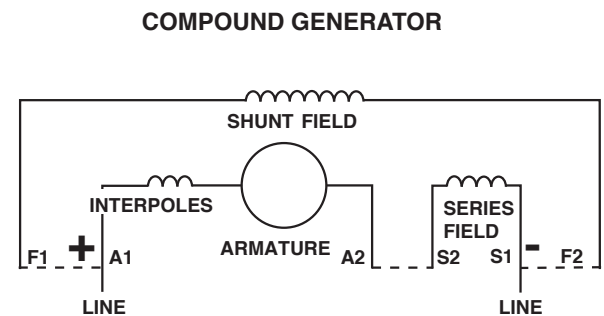 COMPOUND GENERATOR
SHUNT FIELD
INTERPOLES
ARMATURE
SERIES
FIELD
F1 + A1 A2 S2 S1 - F2
LINE LINE